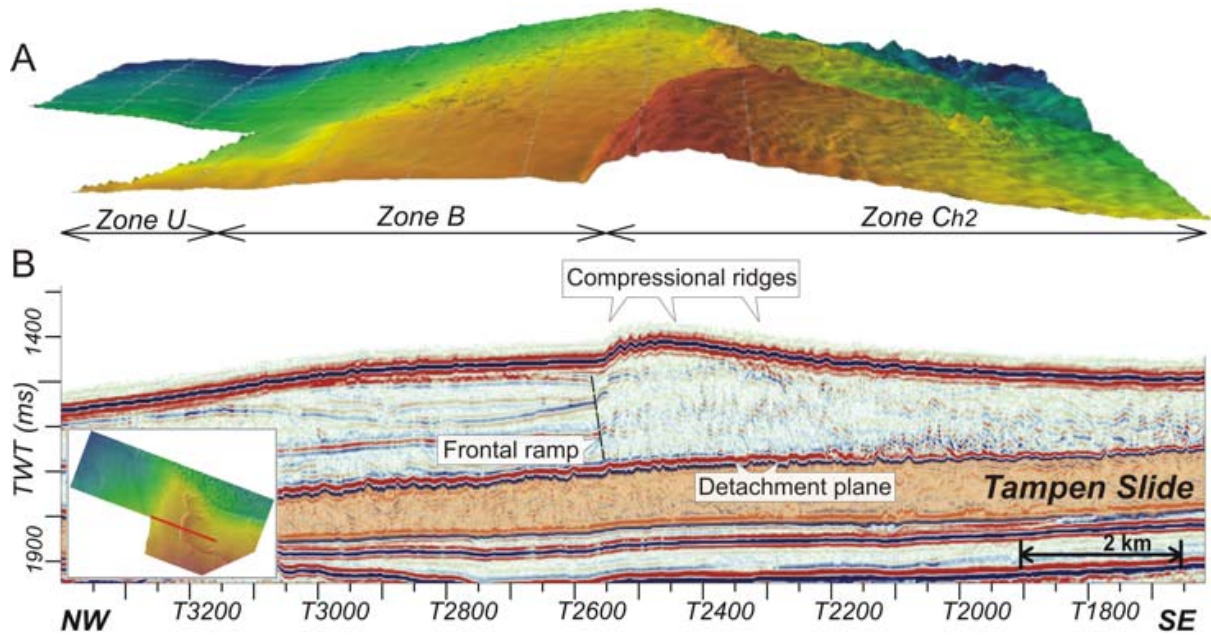 A
Zone U
Zone B
Zone Ch2
B
Compressional ridges
1400
TWT (ms)
1900
Frontal ramp
Detachment plane
Tampen Slide
2 km
NW
T3200
T3000
T2800
T2600
T2400
T2200
T2000
T1800
SE